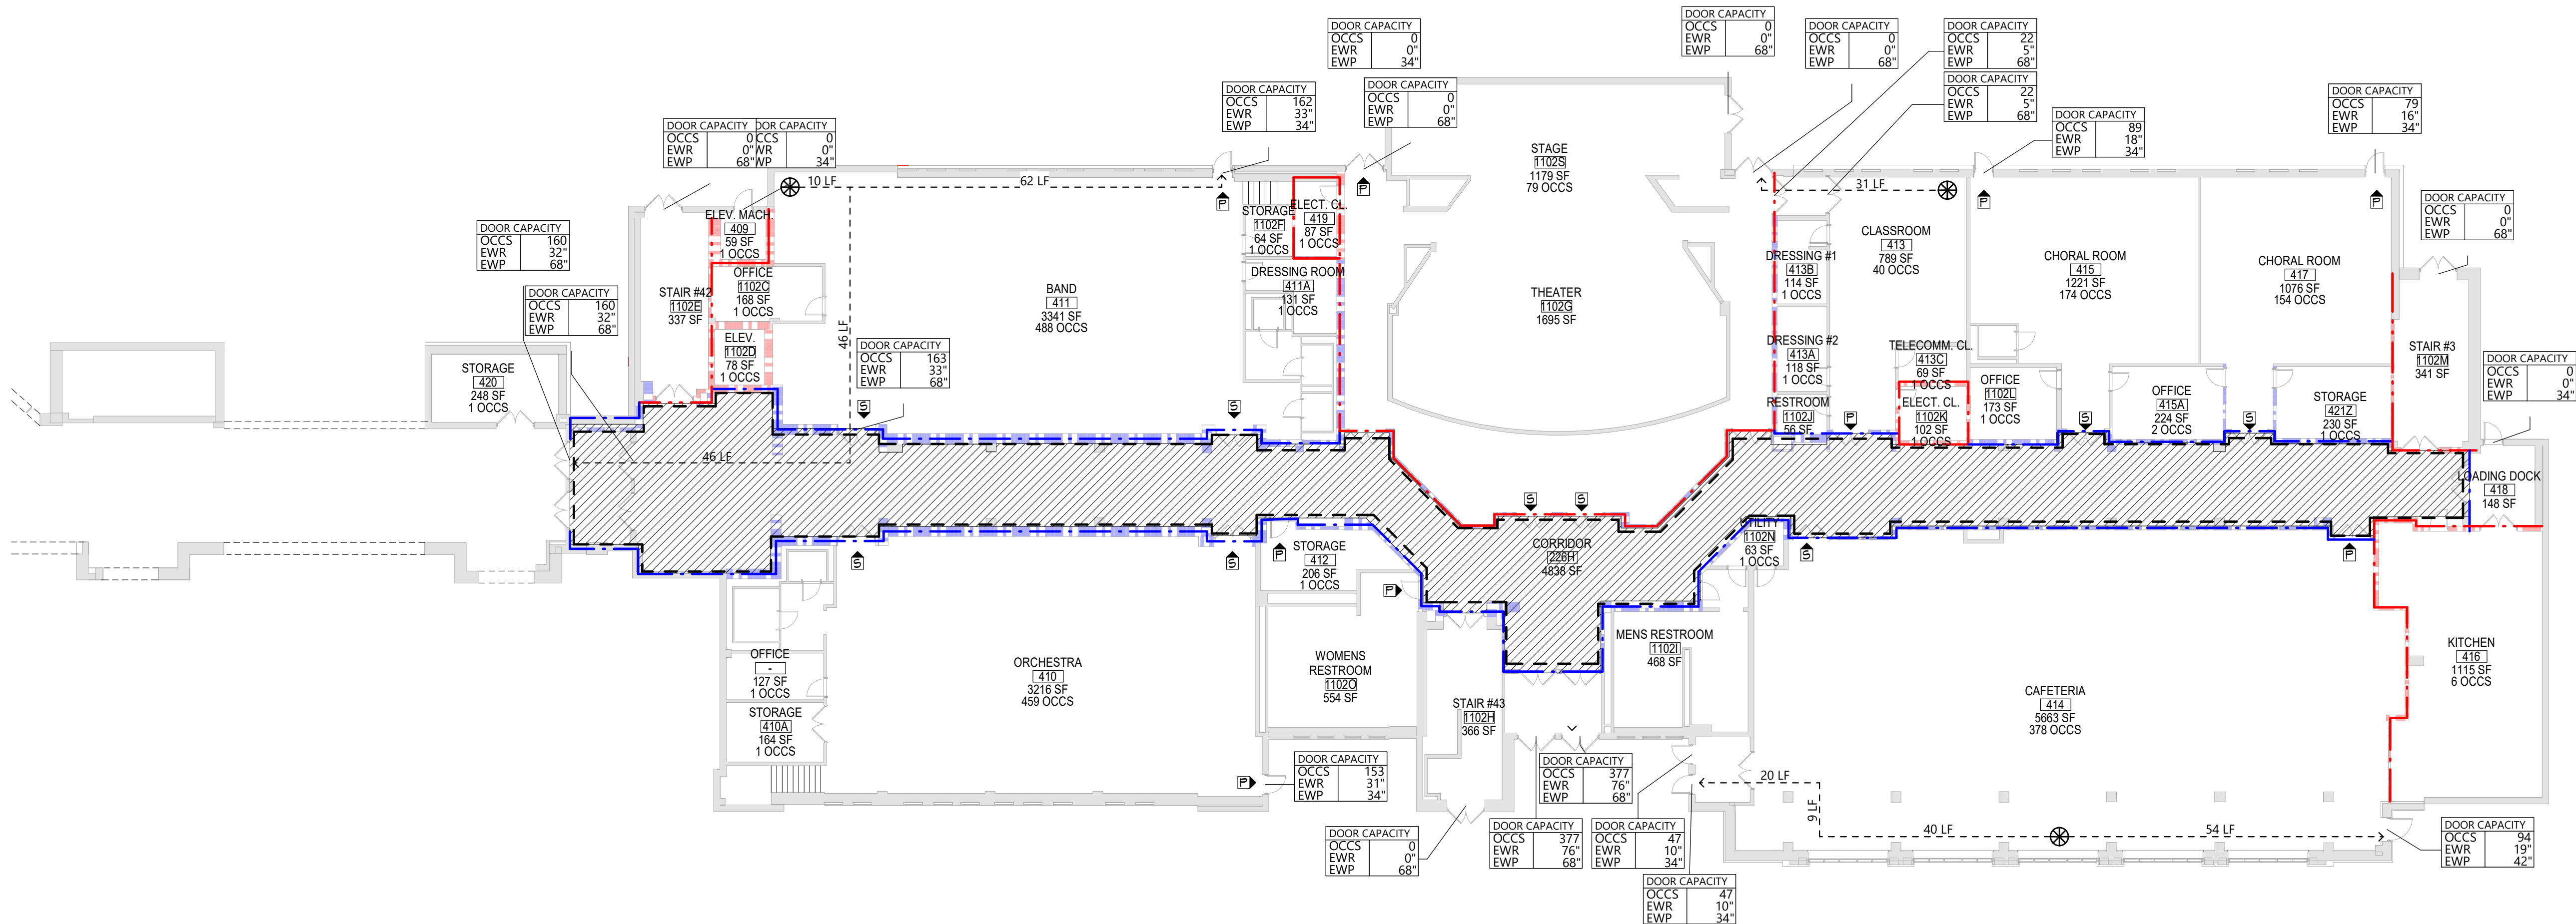 DOOR CAPACITY
OCCS 0
EWR 0"
EWP 34"
DOOR CAPACITY
OCCS 0
EWR 0"
EWP 68"
DOOR CAPACITY
OCCS 0
EWR 0"
EWP 68"
DOOR CAPACITY
OCCS 22
EWR 5"
EWP 68"
DOOR CAPACITY
OCCS 22
EWR 5"
EWP 68"
DOOR CAPACITY
OCCS 162
EWR 33"
EWP 34"
DOOR CAPACITY
OCCS 0
EWR 0"
EWP 68"
DOOR CAPACITY
OCCS 89
EWR 18"
EWP 34"
DOOR CAPACITY
OCCS 79
EWR 16"
EWP 34"
DOOR CAPACITY
OCCS 0
EWR 0"
EWP 68"
OOR CAPACITY
CCS 0
WR 0"
WP 34"
10 LF
62 LF
31 LF
46 LF
46 LF
DOOR CAPACITY
OCCS 160
EWR 32"
EWP 68"
DOOR CAPACITY
OCCS 160
EWR 32"
EWP 68"
DOOR CAPACITY
OCCS 163
EWR 33"
EWP 68"
DOOR CAPACITY
OCCS 0
EWR 0"
EWP 68"
DOOR CAPACITY
OCCS 0
EWR 0"
EWP 34"
STORAGE
420
248 SF
1 OCCS
STAIR #42
1102E
337 SF
ELEV. MACH.
409
59 SF
1 OCCS
OFFICE
1102C
168 SF
1 OCCS
ELEV.
1102D
78 SF
1 OCCS
BAND
411
3341 SF
488 OCCS
STORAGE
1102F
64 SF
1 OCCS
ELECT. CL.
419
87 SF
1 OCCS
DRESSING ROOM
411A
131 SF
1 OCCS
STAGE
1102S
1179 SF
79 OCCS
THEATER
1102G
1695 SF
DRESSING #1
413B
114 SF
1 OCCS
DRESSING #2
413A
118 SF
1 OCCS
RESTROOM
1102J
56 SF
CLASSROOM
413
789 SF
40 OCCS
TELECOMM. CL.
413C
69 SF
1 OCCS
ELECT. CL.
1102K
102 SF
1 OCCS
CHORAL ROOM
415
1221 SF
174 OCCS
OFFICE
1102L
173 SF
1 OCCS
OFFICE
415A
224 SF
2 OCCS
CHORAL ROOM
417
1076 SF
154 OCCS
STORAGE
421Z
230 SF
1 OCCS
STAIR #3
1102M
341 SF
LOADING DOCK
418
148 SF
P
P
P
P
S
S
P
S
S
S
S
S
S
P
P
S
P
P
CORRIDOR
226H
4838 SF
UTILITY
1102N
63 SF
1 OCCS
STORAGE
412
206 SF
1 OCCS
OFFICE
-
127 SF
1 OCCS
STORAGE
410A
164 SF
1 OCCS
ORCHESTRA
410
3216 SF
459 OCCS
WOMENS
RESTROOM
1102O
554 SF
STAIR #43
1102H
366 SF
MENS RESTROOM
1102I
468 SF
CAFETERIA
414
5663 SF
378 OCCS
KITCHEN
416
1115 SF
6 OCCS
20 LF
9 LF
40 LF
54 LF
DOOR CAPACITY
OCCS 153
EWR 31"
EWP 34"
DOOR CAPACITY
OCCS 377
EWR 76"
EWP 68"
DOOR CAPACITY
OCCS 0
EWR 0"
EWP 68"
DOOR CAPACITY
OCCS 377
EWR 76"
EWP 68"
DOOR CAPACITY
OCCS 47
EWR 10"
EWP 34"
DOOR CAPACITY
OCCS 94
EWR 19"
EWP 42"
DOOR CAPACITY
OCCS 47
EWR 10"
EWP 34"